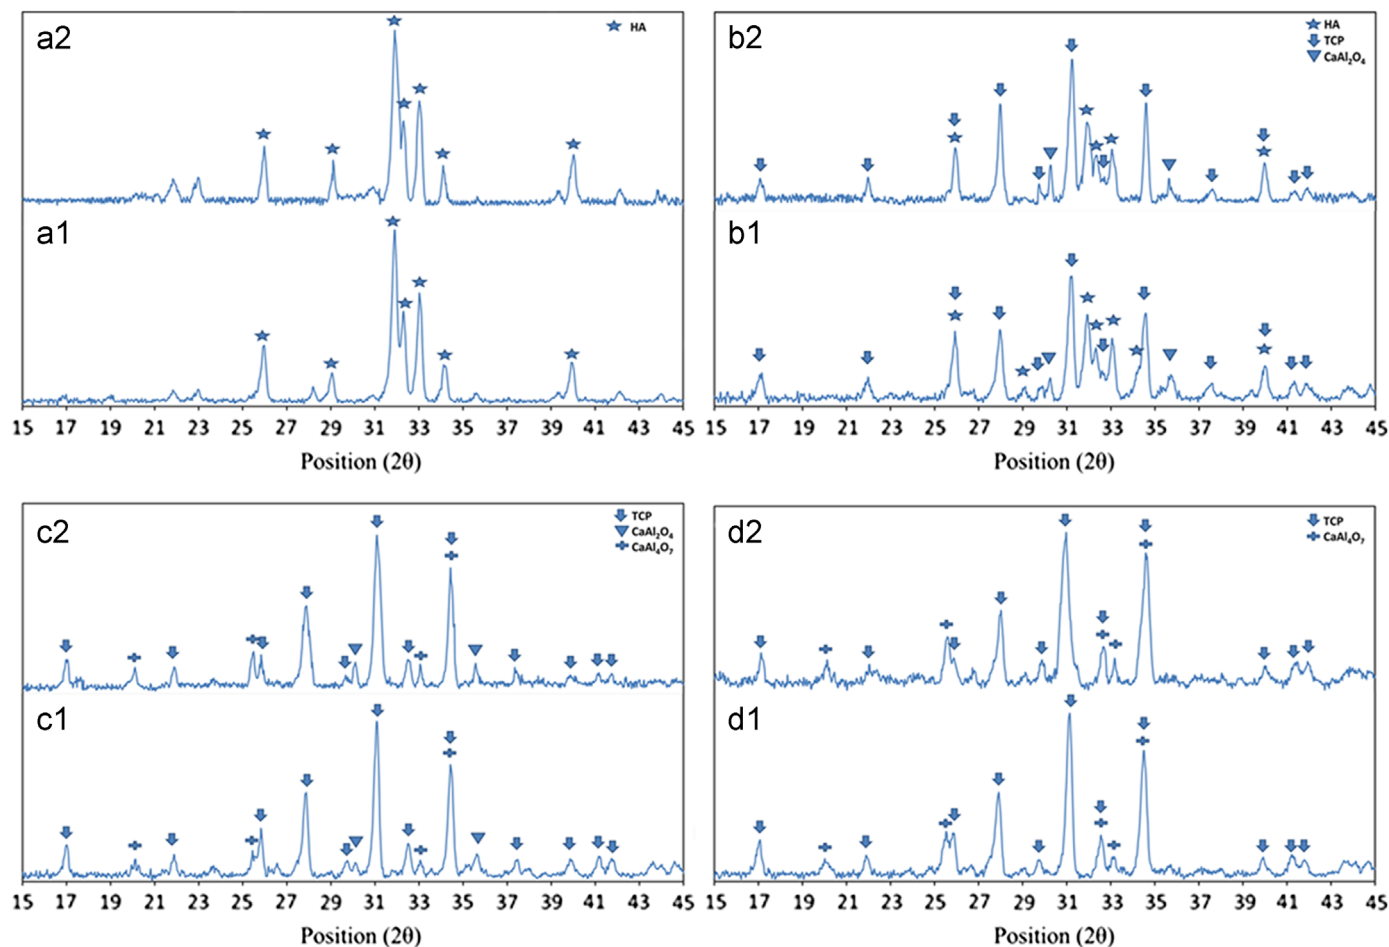 a2
HA
a1
15 17 19 21 23 25 27 29 31 33 35 37 39 41 43 45
Position (2θ)
b2
HA
TCP
CaAl₂O₄
b1
15 17 19 21 23 25 27 29 31 33 35 37 39 41 43 45
Position (2θ)
c2
TCP
CaAl₂O₄
CaAl₄O₇
c1
15 17 19 21 23 25 27 29 31 33 35 37 39 41 43 45
Position (2θ)
d2
TCP
CaAl₄O₇
d1
15 17 19 21 23 25 27 29 31 33 35 37 39 41 43 45
Position (2θ)